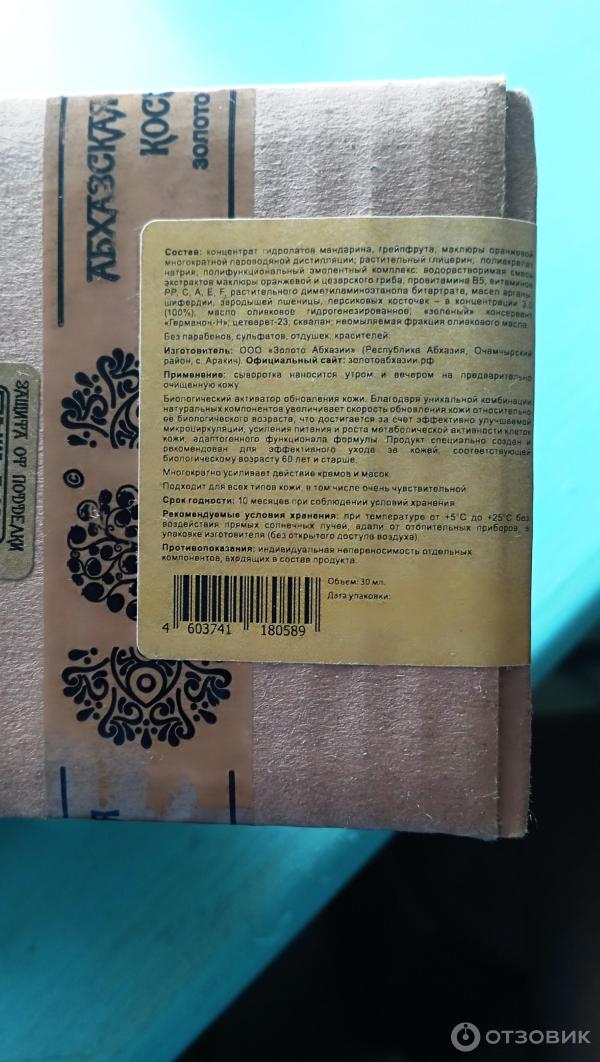 АБХАЗСКАЯ
КОС
ЗОЛОТО
ЗАЩИТА ОТ ПОДДЕЛКИ
©
Состав: концентрат гидролатов мандарина, грейпфрута, маклюры оранжевой
многократной пароводяной дистилляции; растительный глицерин; полиакрилат
натрия; полифункциональный эмолентный комплекс: водорастворимая смесь
экстрактов маклюры оранжевой и цезарского гриба, провитамина B5, витаминов
PP, C, A, E, F, растительного диметиламиноэтанола битартрата, масел арганы,
шифердии, зародышей пшеницы, персиковых косточек – в концентрации 3.0
(100%), масло оливковое гидрогенезированное; «зеленый» консервант
«Германон-Н»; цетеарет-23; сквалан; неомыляемая фракция оливкового масла.
Без парабенов, сульфатов, отдушек, красителей.
Изготовитель: ООО «Золото Абхазии» (Республика Абхазия, Очамчырский
район, с. Аракич). Официальный сайт: золотоабхазии.рф
Применение: сыворотка наносится утром и вечером на предварительно
очищенную кожу
Биологический активатор обновления кожи. Благодаря уникальной комбинации
натуральных компонентов увеличивает скорость обновления кожи относительно
ее биологического возраста, что достигается за счет эффективно улучшаемой
микроциркуляции, усиления питания и роста метаболической активности клеток
кожи, адаптогенного функционала формулы. Продукт специально создан и
рекомендован для эффективного ухода за кожей, соответствующей
биологическому возрасту 60 лет и старше.
Многократно усиливает действие кремов и масок
Подходит для всех типов кожи, в том числе очень чувствительной
Срок годности: 10 месяцев при соблюдении условий хранения
Рекомендуемые условия хранения: при температуре от +5°C до +25°C без
воздействия прямых солнечных лучей, вдали от отопительных приборов, в
упаковке изготовителя (без открытого доступа воздуха)
Противопоказания: индивидуальная непереносимость отдельных
компонентов, входящих в состав продукта.
Объем: 30 мл.
Дата упаковки:
4 603741 180589
ОТЗОВИК